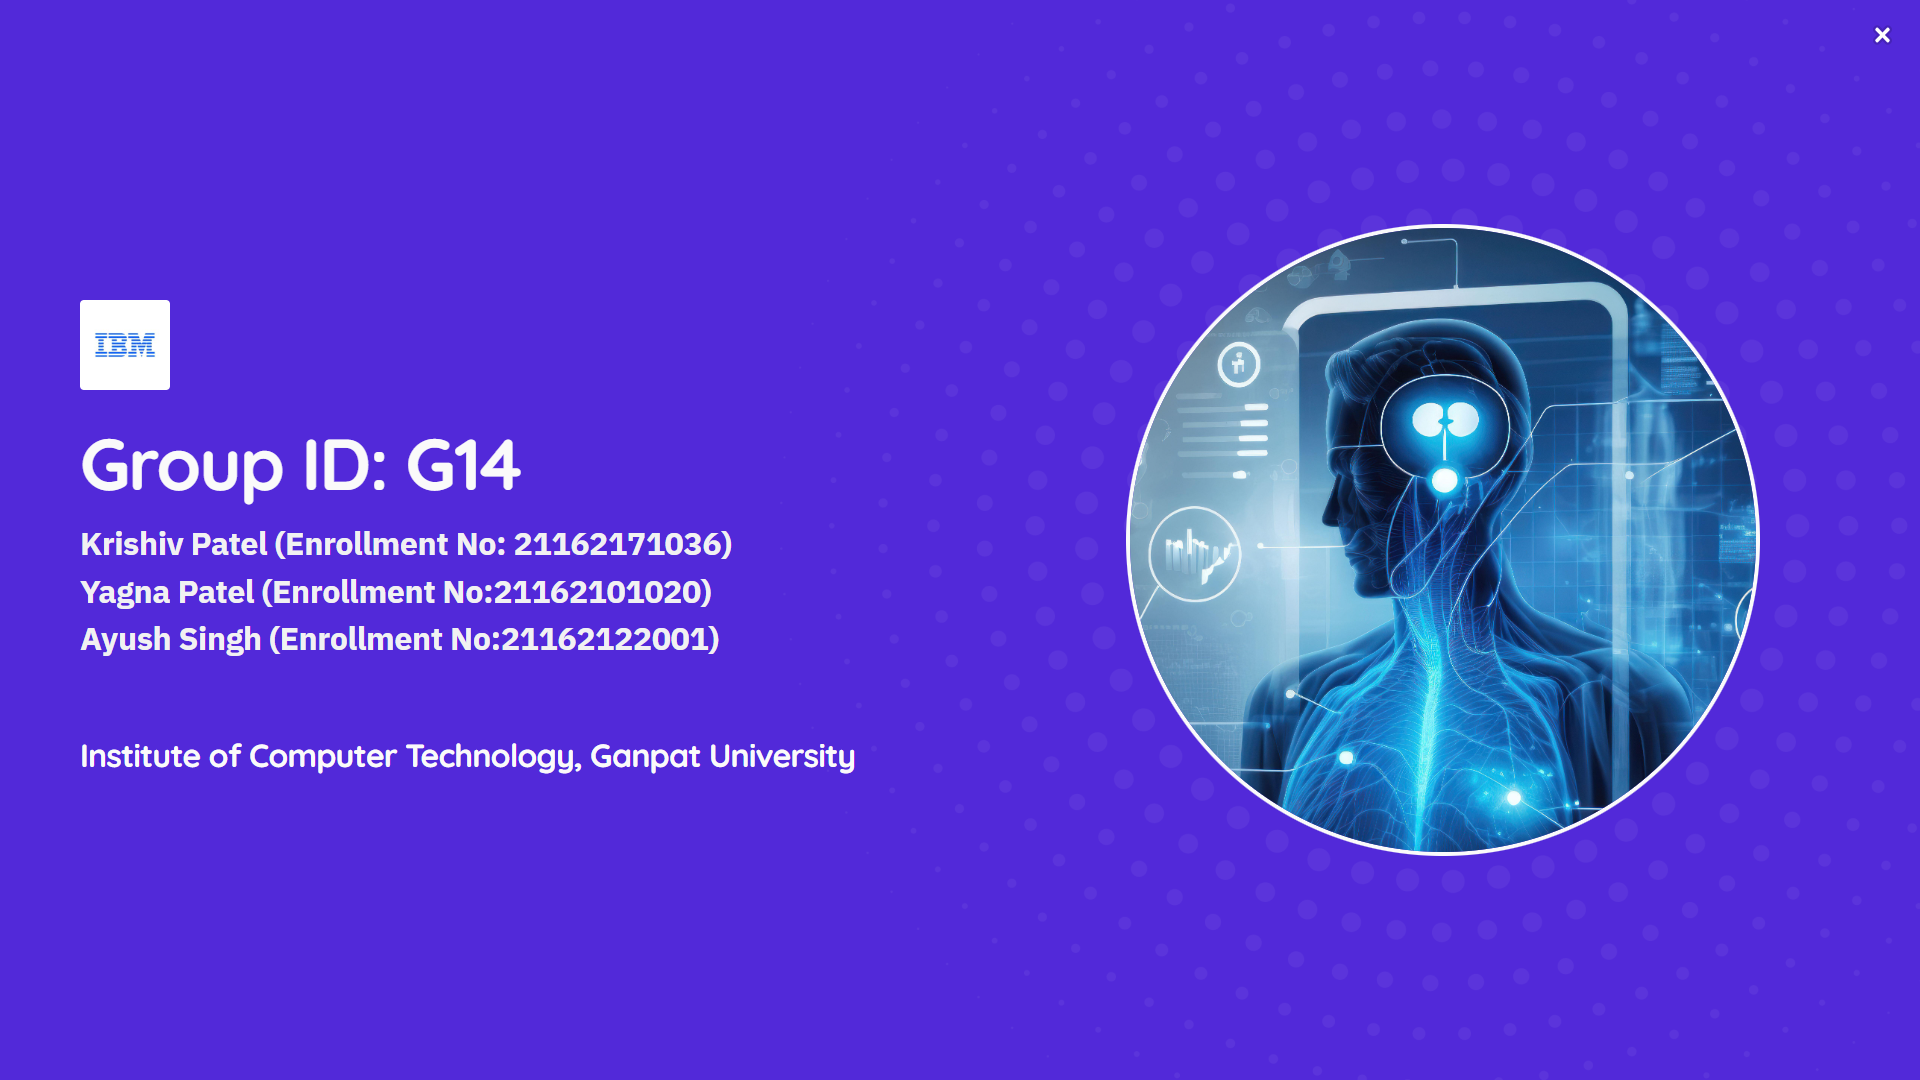 IBM
Group ID: G14
Krishiv Patel (Enrollment No: 21162171036)
Yagna Patel (Enrollment No:21162101020)
Ayush Singh (Enrollment No:21162122001)
Institute of Computer Technology, Ganpat University